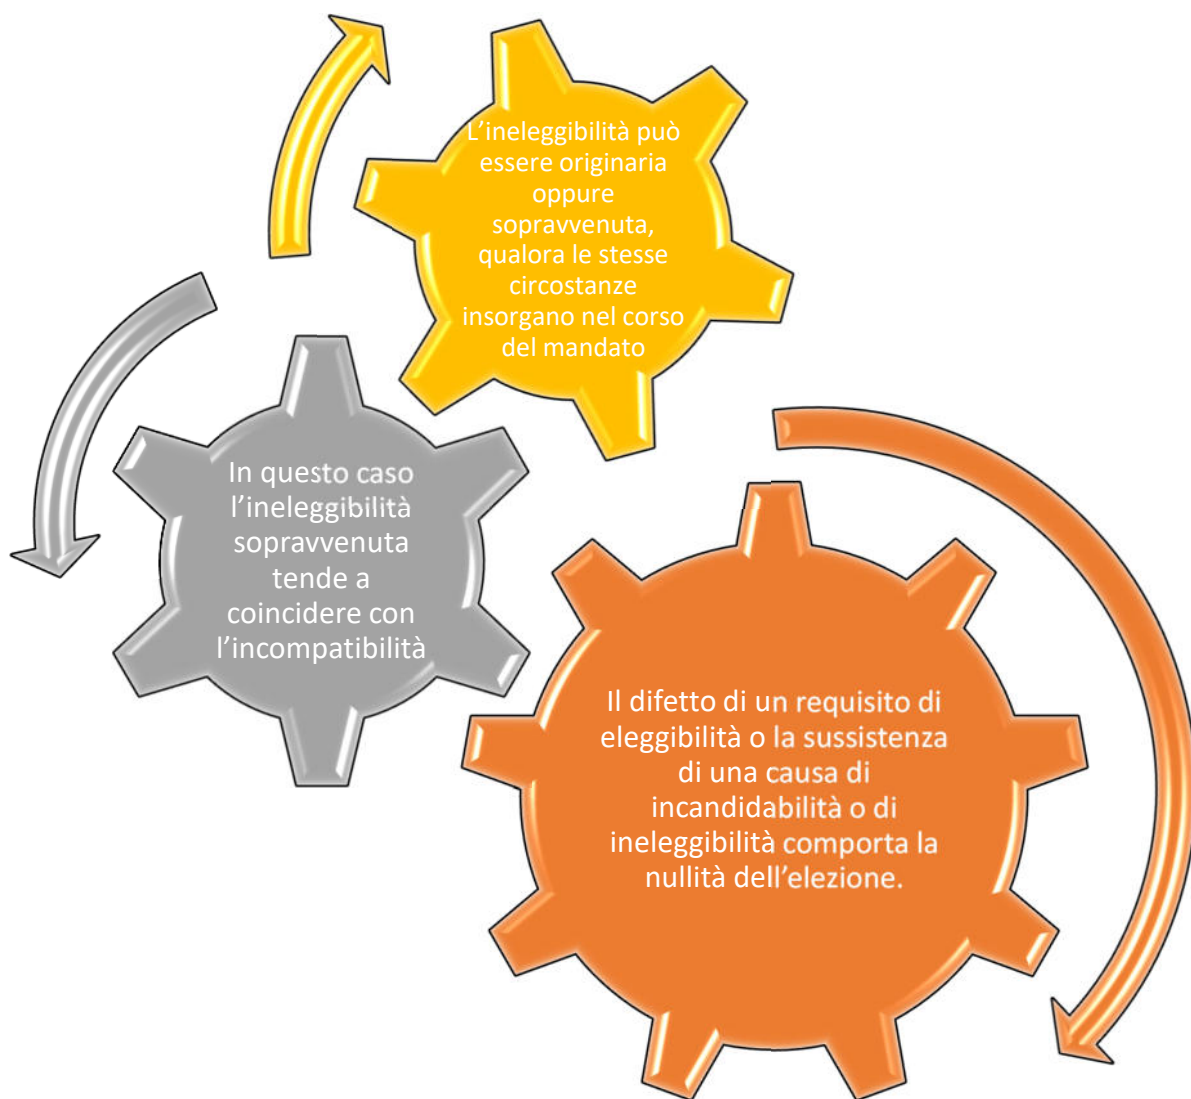 L’ineleggibilità può
essere originaria
oppure
sopravvenuta,
qualora le stesse
circostanze
insorgano nel corso
del mandato
In questo caso
l’ineleggibilità
sopravvenuta
tende a
coincidere con
l’incompatibilità
Il difetto di un requisito di
eleggibilità o la sussistenza
di una causa di
incandidabilità o di
ineleggibilità comporta la
nullità dell’elezione.